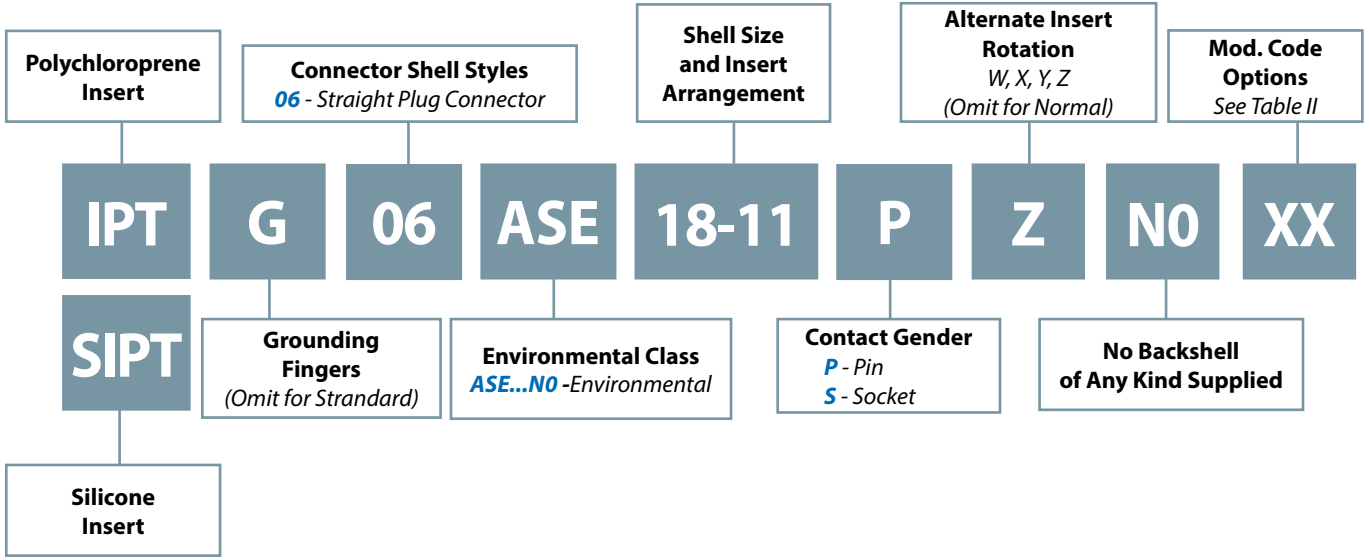 Polychloroprene
Insert
Connector Shell Styles
06 - Straight Plug Connector
Shell Size
and Insert
Arrangement
Alternate Insert
Rotation
W, X, Y, Z
(Omit for Normal)
Mod. Code
Options
See Table II
IPT G 06 ASE 18-11 P Z N0 XX
SIPT
Grounding
Fingers
(Omit for Strandard)
Environmental Class
ASE...N0 -Environmental
Contact Gender
P - Pin
S - Socket
No Backshell
of Any Kind Supplied
Silicone
Insert